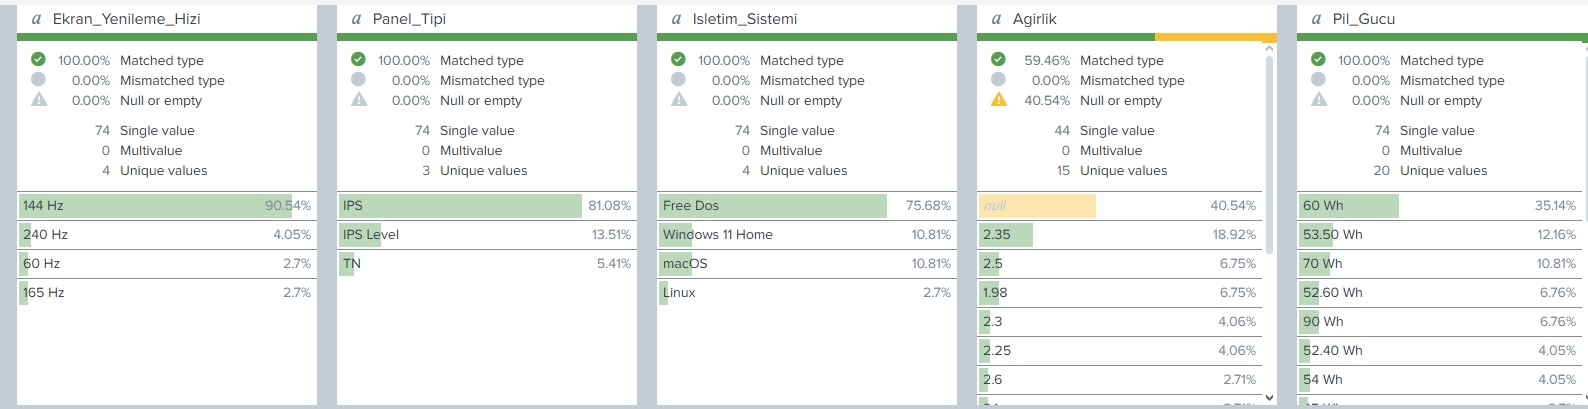 a Ekran_Yenileme_Hizi
100.00% Matched type
0.00% Mismatched type
0.00% Null or empty
74 Single value
0 Multivalue
4 Unique values
144 Hz 90.54%
240 Hz 4.05%
60 Hz 2.7%
165 Hz 2.7%
a Panel_Tipi
100.00% Matched type
0.00% Mismatched type
0.00% Null or empty
74 Single value
0 Multivalue
3 Unique values
IPS 81.08%
IPS Level 13.51%
TN 5.41%
a Isletim_Sistemi
100.00% Matched type
0.00% Mismatched type
0.00% Null or empty
74 Single value
0 Multivalue
4 Unique values
Free Dos 75.68%
Windows 11 Home 10.81%
macOS 10.81%
Linux 2.7%
a Agirlik
59.46% Matched type
0.00% Mismatched type
40.54% Null or empty
44 Single value
0 Multivalue
15 Unique values
null 40.54%
2.35 18.92%
2.5 6.75%
1.98 6.75%
2.3 4.06%
2.25 4.06%
2.6 2.71%
a Pil_Gucu
100.00% Matched type
0.00% Mismatched type
0.00% Null or empty
74 Single value
0 Multivalue
20 Unique values
60 Wh 35.14%
53.50 Wh 12.16%
70 Wh 10.81%
52.60 Wh 6.76%
90 Wh 6.76%
52.40 Wh 4.05%
54 Wh 4.05%